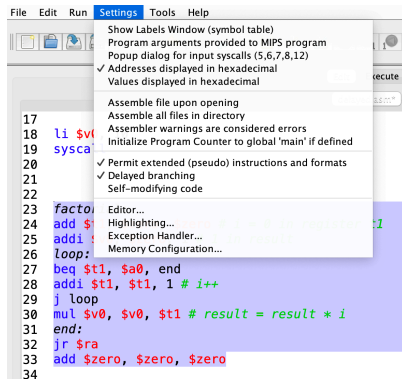 File Edit Run Settings Tools Help
Show Labels Window (symbol table)
Program arguments provided to MIPS program
Popup dialog for input syscalls (5,6,7,8,12)
✓ Addresses displayed in hexadecimal
Values displayed in hexadecimal
Assemble file upon opening
Assemble all files in directory
Assembler warnings are considered errors
Initialize Program Counter to global 'main' if defined
✓ Permit extended (pseudo) instructions and formats
✓ Delayed branching
Self-modifying code
Editor...
Highlighting...
Exception Handler...
Memory Configuration...
xecute
17
18 li $v0
19 sysca
20
21
22
23 factor
24 add $
25 addi
26 loop:
27 beq $t1, $a0, end
28 addi $t1, $t1, 1 # i++
29 j loop
30 mul $v0, $v0, $t1 # result = result * i
31 end:
32 jr $ra
33 add $zero, $zero, $zero
34